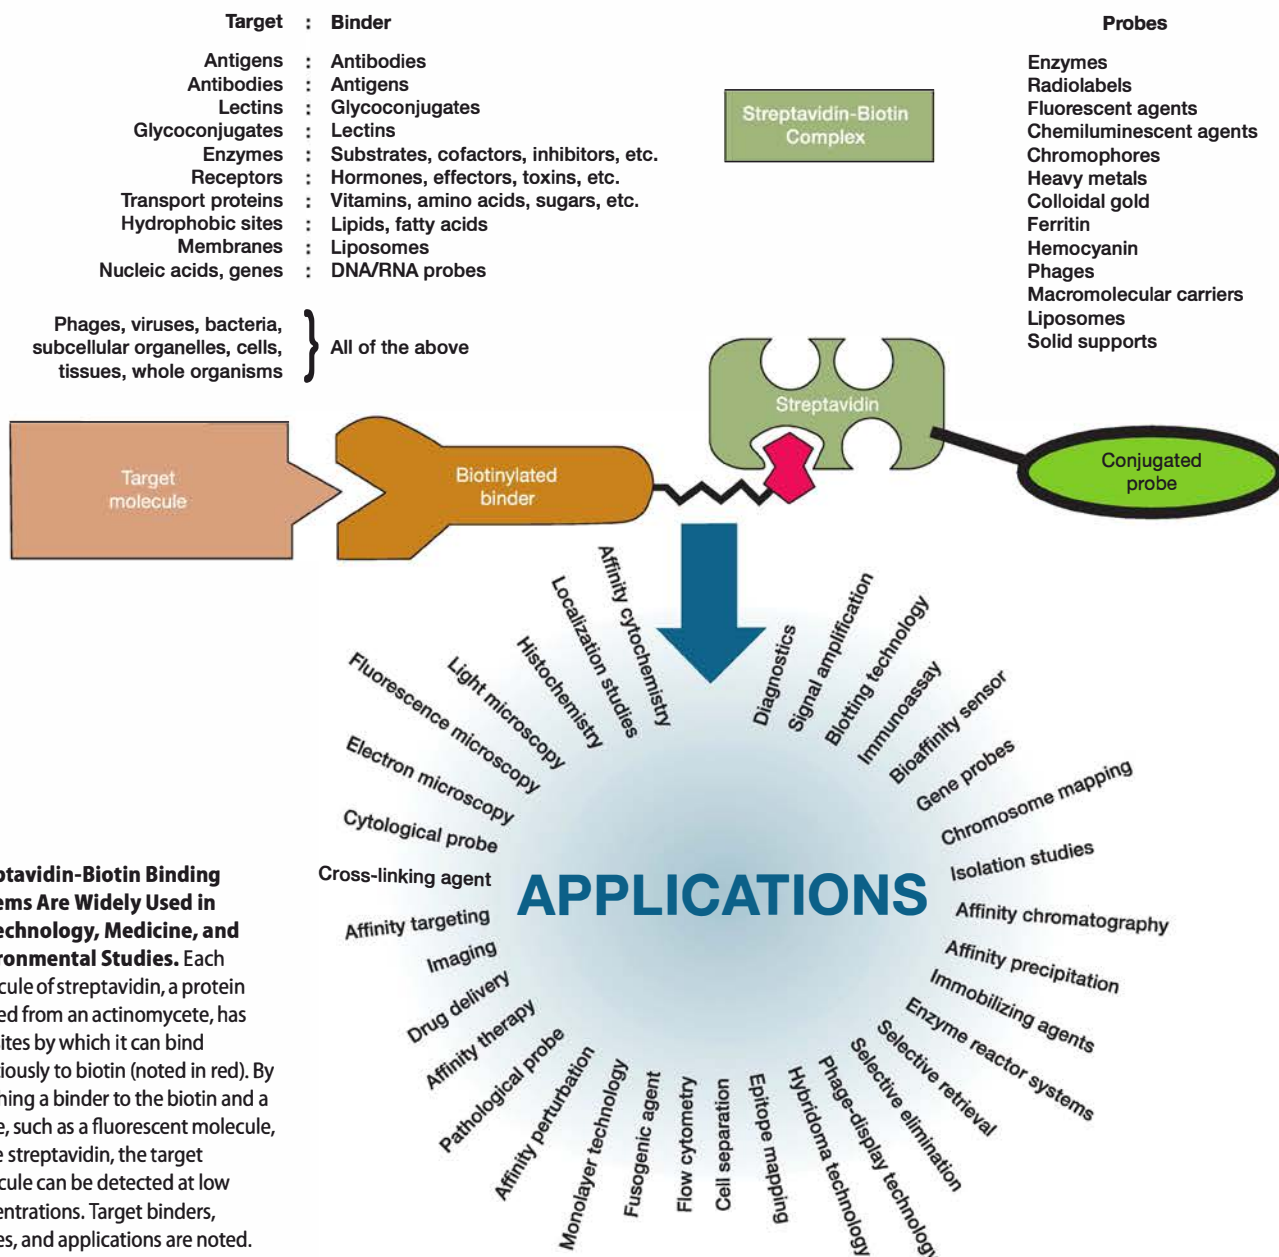 Target : Binder
Antigens : Antibodies
Antibodies : Antigens
Lectins : Glycoconjugates
Glycoconjugates : Lectins
Enzymes : Substrates, cofactors, inhibitors, etc.
Receptors : Hormones, effectors, toxins, etc.
Transport proteins : Vitamins, amino acids, sugars, etc.
Hydrophobic sites : Lipids, fatty acids
Membranes : Liposomes
Nucleic acids, genes : DNA/RNA probes
Phages, viruses, bacteria,
subcellular organelles, cells,
tissues, whole organisms
} All of the above
Streptavidin-Biotin
Complex
Probes
Enzymes
Radiolabels
Fluorescent agents
Chemiluminescent agents
Chromophores
Heavy metals
Colloidal gold
Ferritin
Hemocyanin
Phages
Macromolecular carriers
Liposomes
Solid supports
Target
molecule
Biotinylated
binder
Streptavidin
Conjugated
probe
APPLICATIONS
Diagnostics
Signal amplification
Blotting technology
Immunoassay
Bioaffinity sensor
Gene probes
Chromosome mapping
Isolation studies
Affinity chromatography
Affinity precipitation
Immobilizing agents
Enzyme reactor systems
Selective retrieval
Selective elimination
Phage-display technology
Hybridoma technology
Epitope mapping
Cell separation
Flow cytometry
Fusogenic agent
Monolayer technology
Affinity perturbation
Pathological probe
Affinity therapy
Drug delivery
Imaging
Affinity targeting
Cross-linking agent
Cytological probe
Electron microscopy
Fluorescence microscopy
Light microscopy
Histochemistry
Localization studies
Affinity cytochemistry
ptavidin-Biotin Binding
ems Are Widely Used in
echnology, Medicine, and
ronmental Studies. Each
cule of streptavidin, a protein
ed from an actinomycete, has
sites by which it can bind
iously to biotin (noted in red). By
hing a binder to the biotin and a
e, such as a fluorescent molecule,
e streptavidin, the target
cule can be detected at low
entrations. Target binders,
es, and applications are noted.